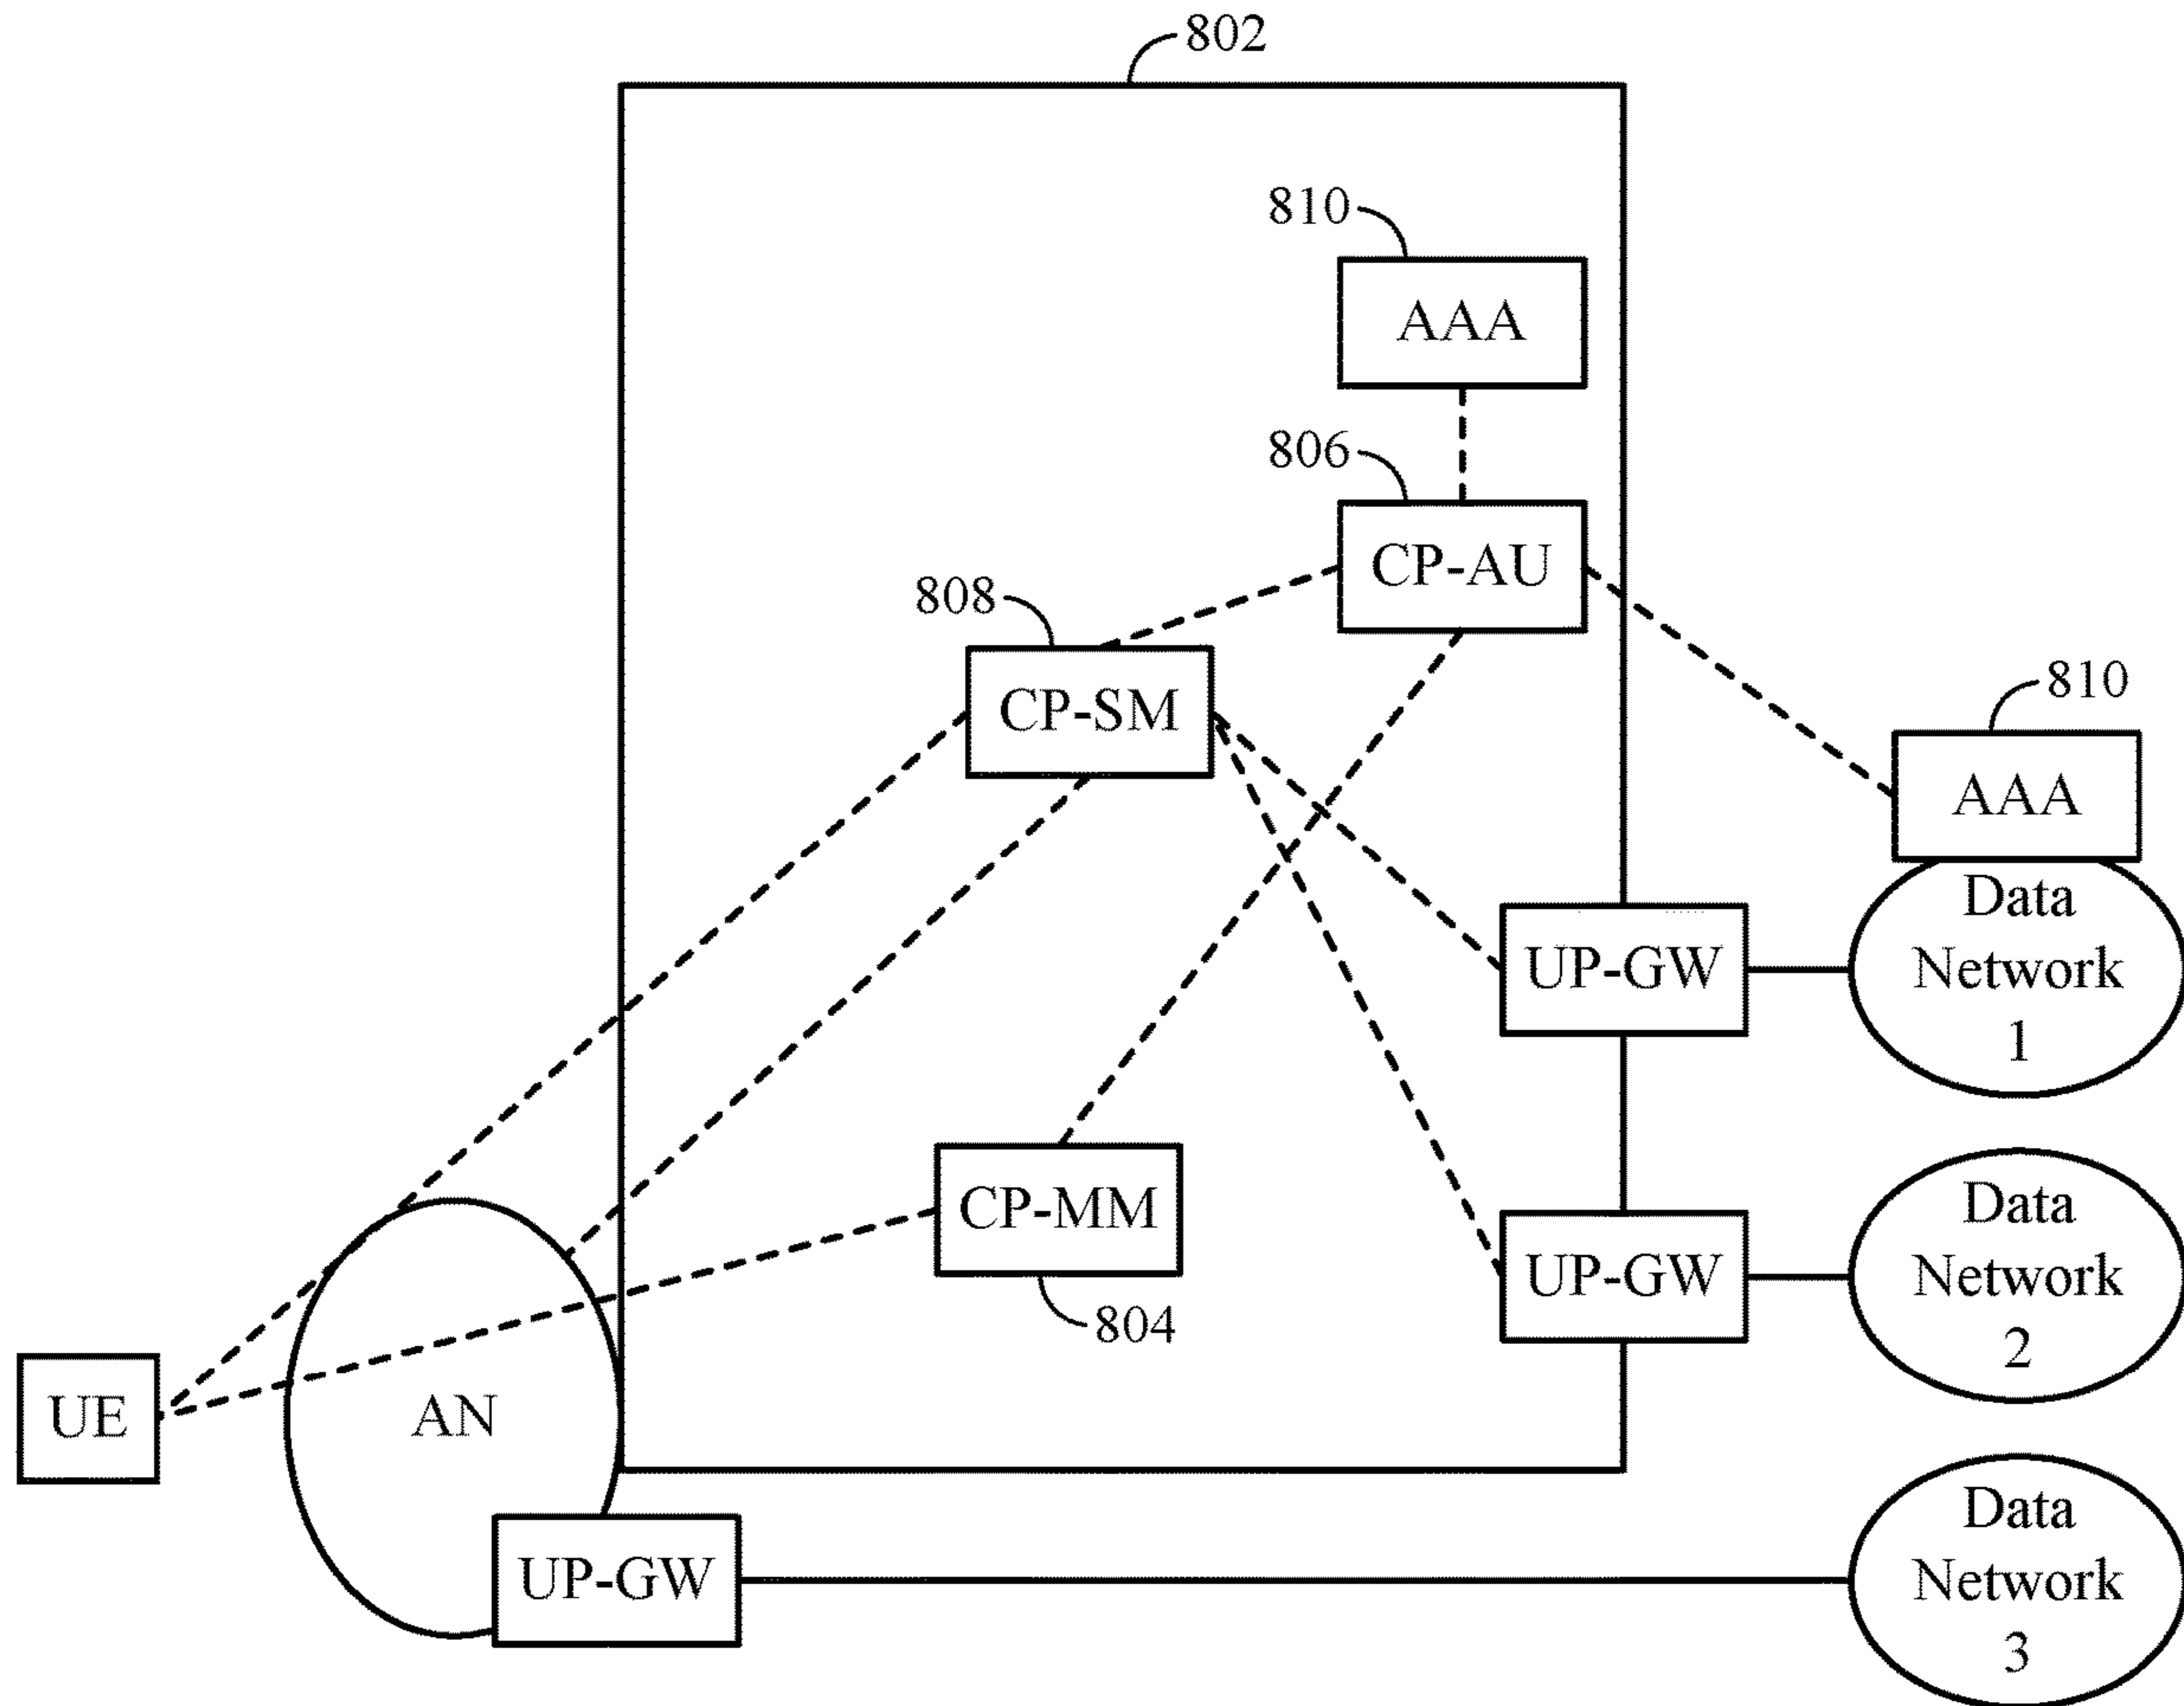 802
810
AAA
806
CP-AU
808
CP-SM
810
AAA
Data
Network
1
UP-GW
CP-MM
804
Data
Network
2
UP-GW
UE
AN
UP-GW
Data
Network
3